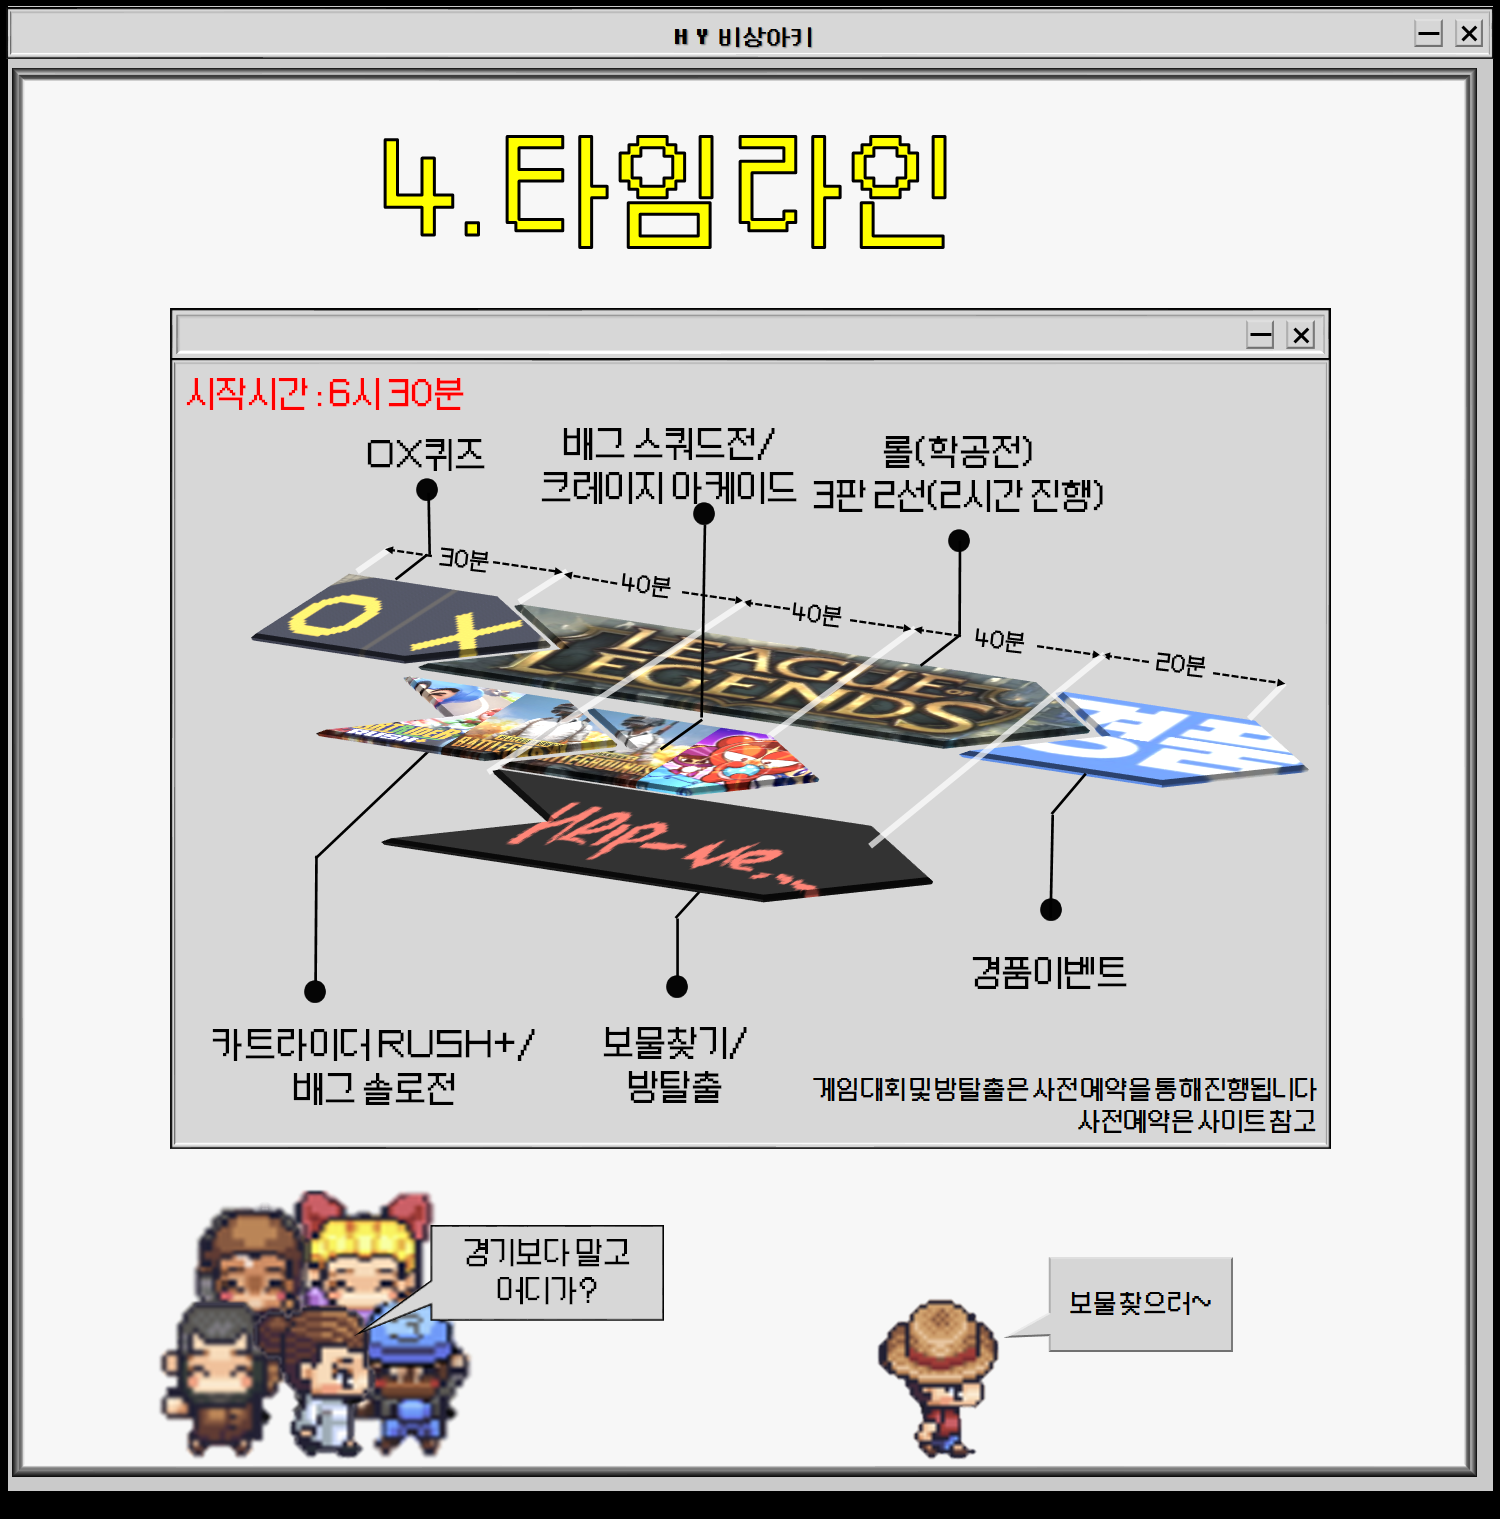 H Y 비상아키
4. 타임라인
시작시간 : 6시 30분
OX퀴즈
배그 스쿼드전/
크레이지 아케이드
롤(학공전)
3판 2선(2시간 진행)
30분
40분
40분
40분
20분
O X
LEAGUE OF
LEGENDS
경품
Help-Me....
카트라이더 RUSH+/
배그 솔로전
보물찾기/
방탈출
경품이벤트
게임대회 및 방탈출은 사전예약을 통해 진행됩니다
사전예약은 사이트 참고
경기보다 말고
어디가?
보물 찾으러~